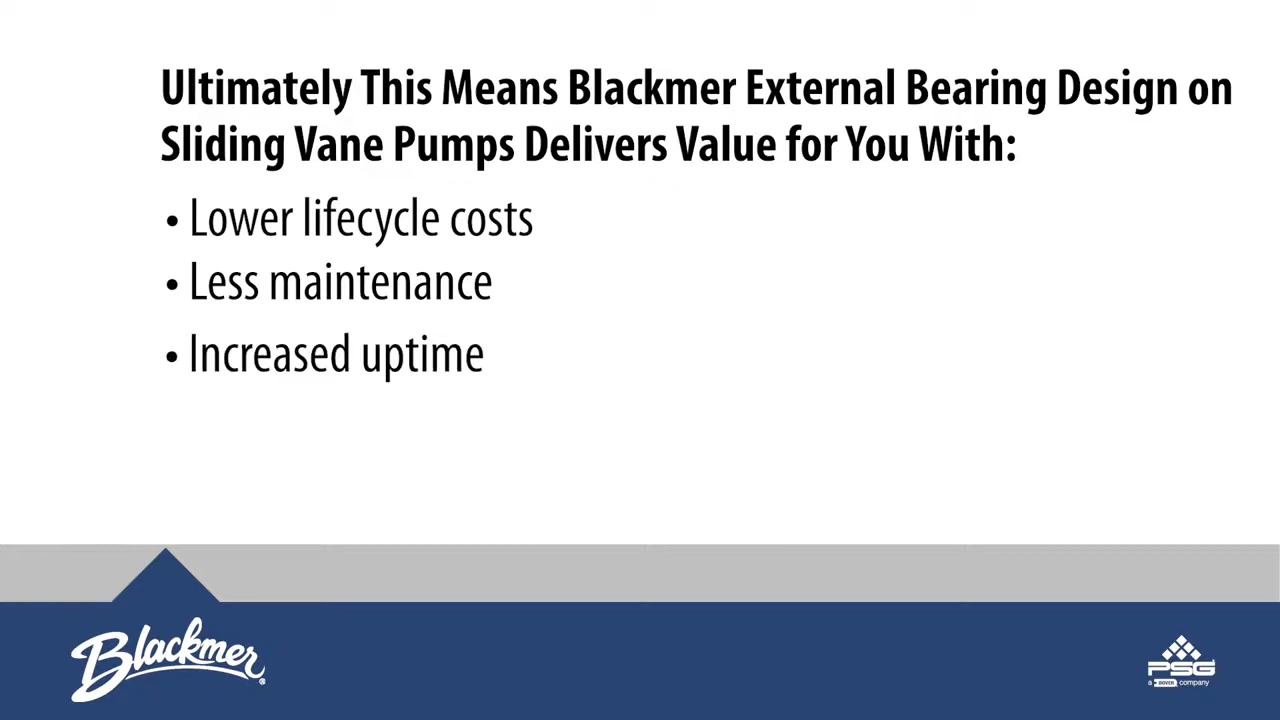 Ultimately This Means Blackmer External Bearing Design on
Sliding Vane Pumps Delivers Value for You With:
• Lower lifecycle costs
• Less maintenance
• Increased uptime
Blackmer®
PSG
a DOVER company